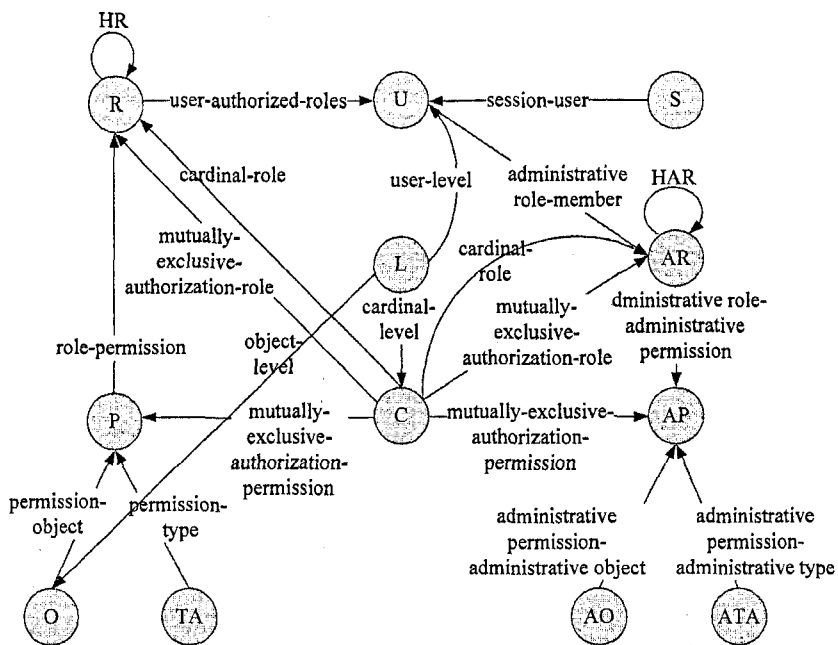 HR
R
user-authorized-roles
U
session-user
S
cardinal-role
user-level
administrative
role-member
HAR
mutually-
exclusive-
authorization-role
L
cardinal-
role
AR
cardinal-
level
mutually-
exclusive-
authorization-role
dministrative role-
administrative
permission
role-permission
object-
level
P
mutually-
exclusive-
authorization-
permission
C
mutually-exclusive-
authorization-
permission
AP
permission-
object
permission-
type
administrative
permission-
administrative object
administrative
permission-
administrative type
O
TA
AO
ATA